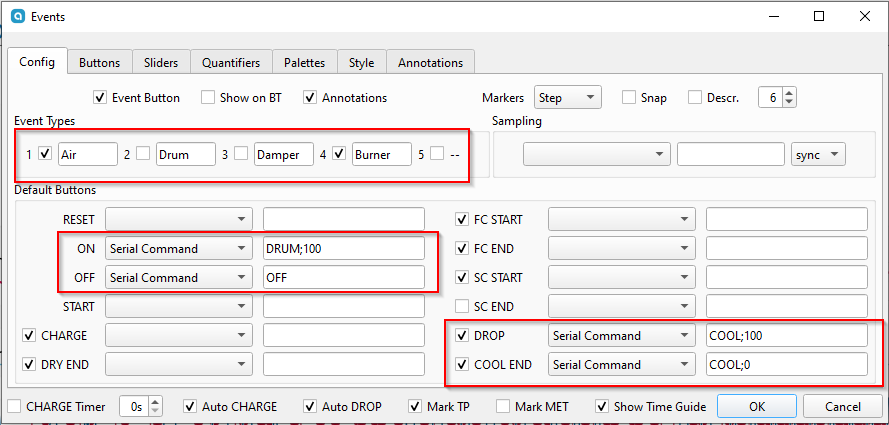 Events
Config Buttons Sliders Quantifiers Palettes Style Annotations
Event Button Show on BT Annotations Markers Step Snap Descr. 6
Event Types Sampling
1 Air 2 Drum 3 Damper 4 Burner 5 -- sync
Default Buttons
RESET FC START
ON Serial Command DRUM;100 FC END
OFF Serial Command OFF SC START
START SC END
CHARGE DROP Serial Command COOL;100
DRY END COOL END Serial Command COOL;0
CHARGE Timer 0s Auto CHARGE Auto DROP Mark TP Mark MET Show Time Guide OK Cancel